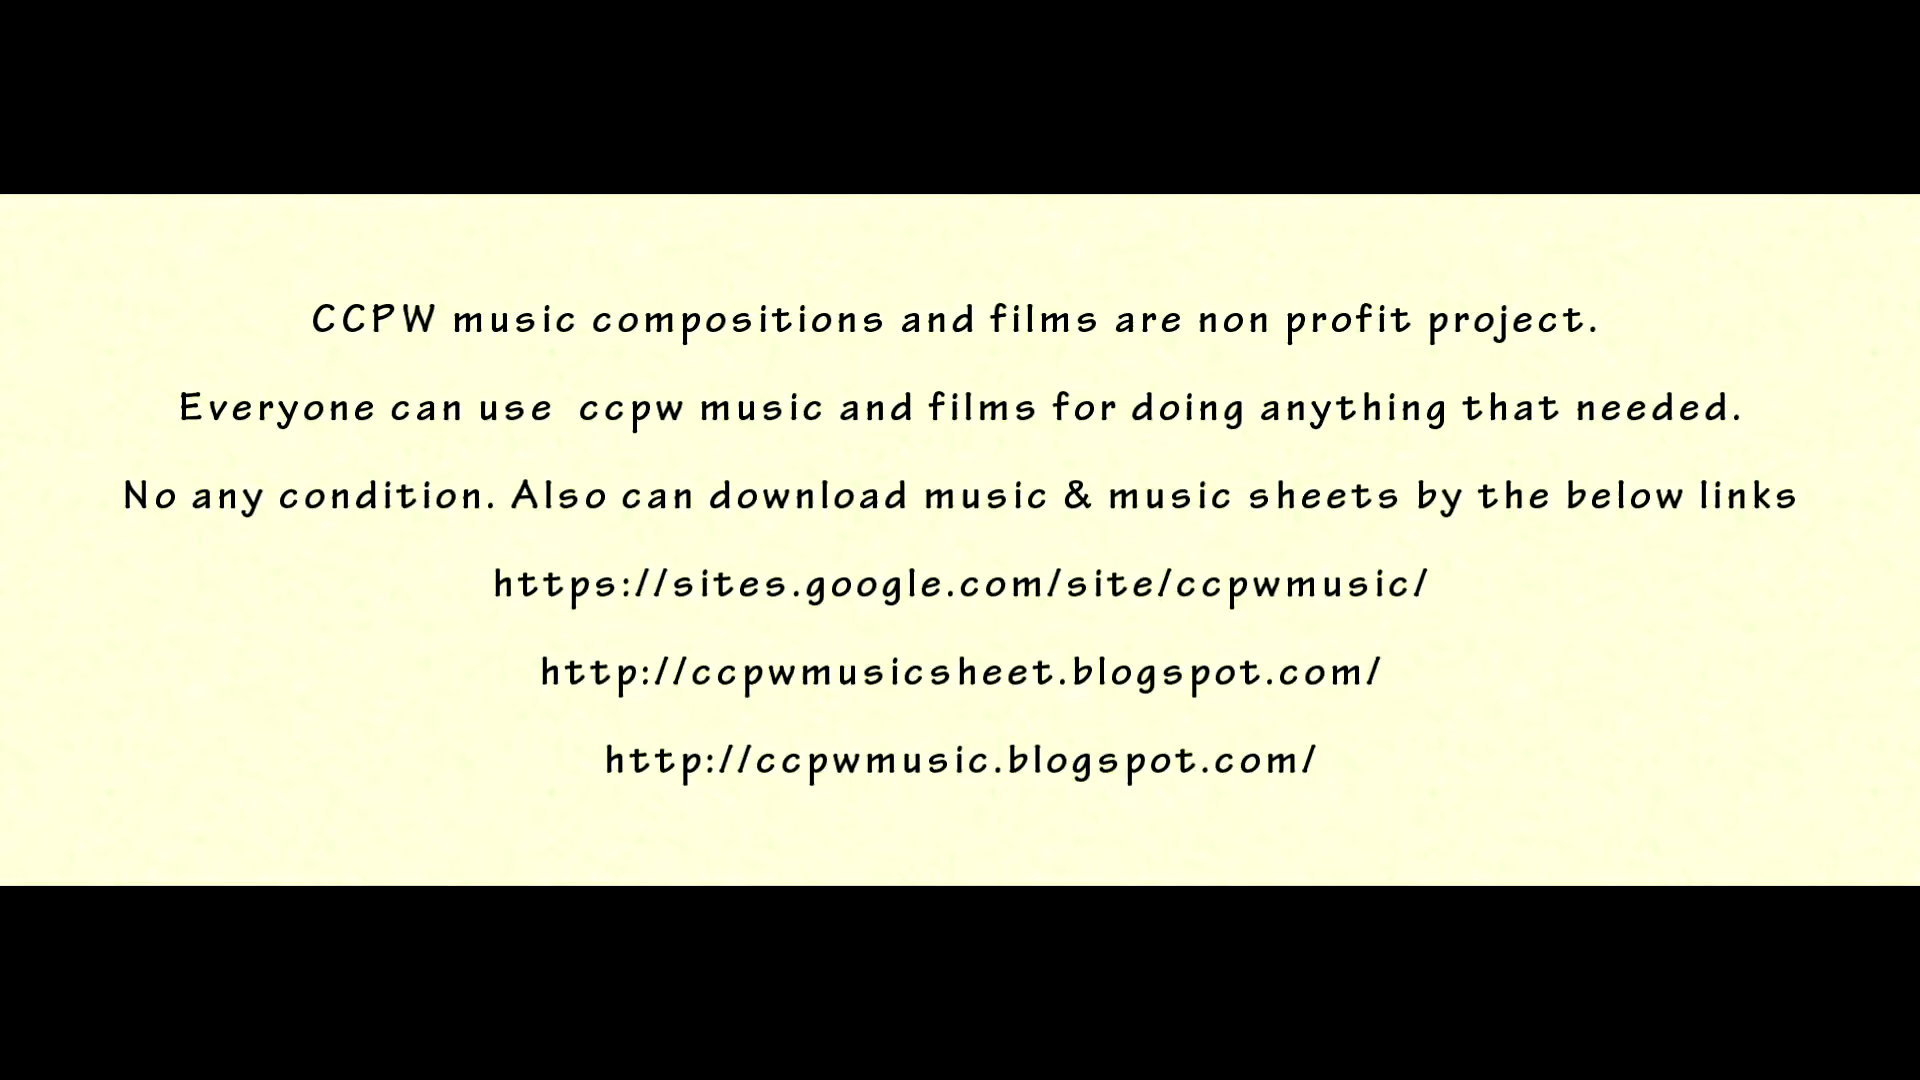 CCPW music compositions and films are non profit project.
Everyone can use ccpw music and films for doing anything that needed.
No any condition. Also can download music & music sheets by the below links
https://sites.google.com/site/ccpwmusic/
http://ccpwmusicsheet.blogspot.com/
http://ccpwmusic.blogspot.com/